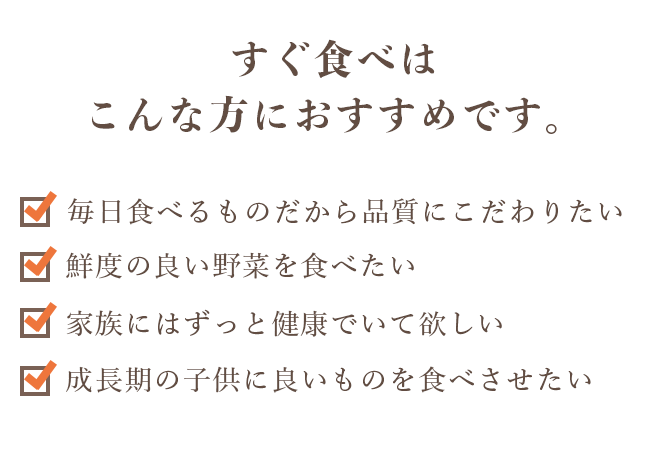 すぐ食べは
こんな方におすすめです。
毎日食べるものだから品質にこだわりたい
鮮度の良い野菜を食べたい
家族にはずっと健康でいて欲しい
成長期の子供に良いものを食べさせたい